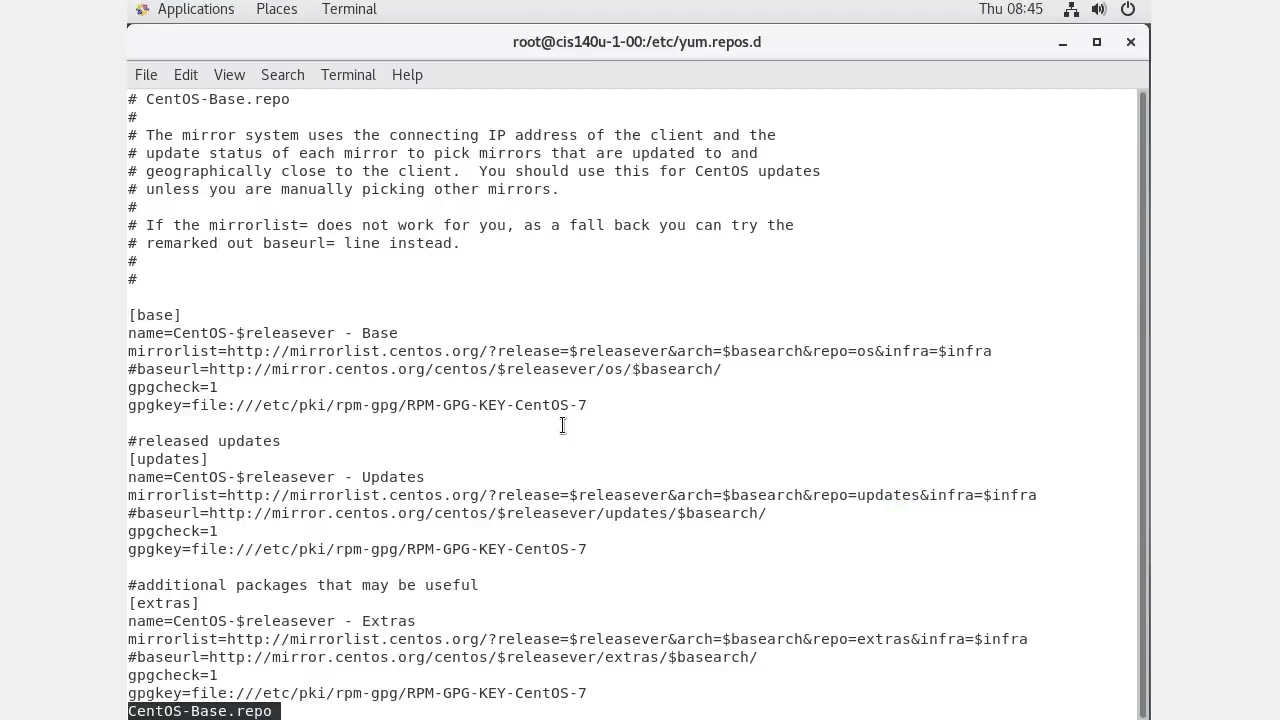 Applications Places Terminal Thu 08:45
root@cis140u-1-00:/etc/yum.repos.d
File Edit View Search Terminal Help
# CentOS-Base.repo
#
# The mirror system uses the connecting IP address of the client and the
# update status of each mirror to pick mirrors that are updated to and
# geographically close to the client.  You should use this for CentOS updates
# unless you are manually picking other mirrors.
#
# If the mirrorlist= does not work for you, as a fall back you can try the
# remarked out baseurl= line instead.
#
#

[base]
name=CentOS-$releasever - Base
mirrorlist=http://mirrorlist.centos.org/?release=$releasever&arch=$basearch&repo=os&infra=$infra
#baseurl=http://mirror.centos.org/centos/$releasever/os/$basearch/
gpgcheck=1
gpgkey=file:///etc/pki/rpm-gpg/RPM-GPG-KEY-CentOS-7

#released updates
[updates]
name=CentOS-$releasever - Updates
mirrorlist=http://mirrorlist.centos.org/?release=$releasever&arch=$basearch&repo=updates&infra=$infra
#baseurl=http://mirror.centos.org/centos/$releasever/updates/$basearch/
gpgcheck=1
gpgkey=file:///etc/pki/rpm-gpg/RPM-GPG-KEY-CentOS-7

#additional packages that may be useful
[extras]
name=CentOS-$releasever - Extras
mirrorlist=http://mirrorlist.centos.org/?release=$releasever&arch=$basearch&repo=extras&infra=$infra
#baseurl=http://mirror.centos.org/centos/$releasever/extras/$basearch/
gpgcheck=1
gpgkey=file:///etc/pki/rpm-gpg/RPM-GPG-KEY-CentOS-7
CentOS-Base.repo